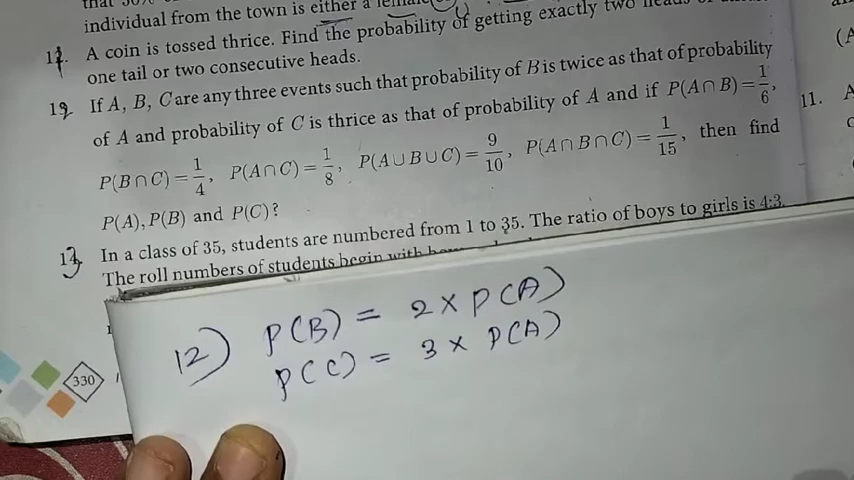 individual from the town is either a
12. A coin is tossed thrice. Find the probability of getting exactly two heads or
one tail or two consecutive heads.
12 If A, B, C are any three events such that probability of B is twice as that of probability
of A and probability of C is thrice as that of probability of A and if P(A∩B)=1/6,
P(B∩C)=1/4, P(A∩C)=1/8, P(A∪B∪C)=9/10, P(A∩B∩C)=1/15, then find
P(A), P(B) and P(C)?
13 In a class of 35, students are numbered from 1 to 35. The ratio of boys to girls is 4:3.
The roll numbers of students begin with
12) P(B) = 2 × P(A)
P(C) = 3 × P(A)
330
(A
11. A